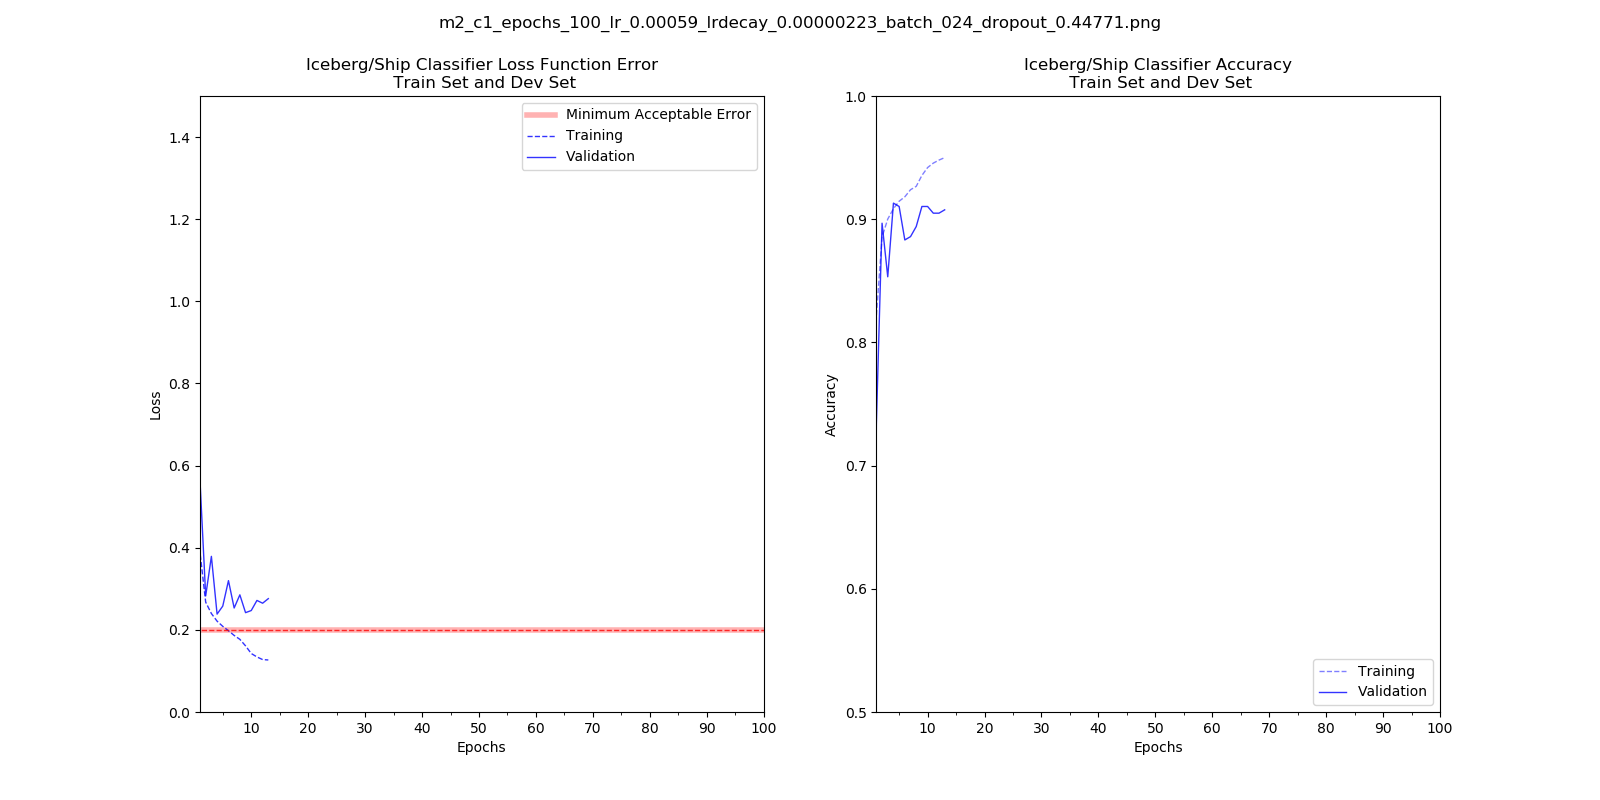 m2_c1_epochs_100_lr_0.00059_lrdecay_0.00000223_batch_024_dropout_0.44771.png
Iceberg/Ship Classifier Loss Function Error
Train Set and Dev Set
Minimum Acceptable Error
Training
Validation
1.4
1.2
1.0
0.8
0.6
0.4
0.2
0.0
Loss
10 20 30 40 50 60 70 80 90 100
Epochs
Iceberg/Ship Classifier Accuracy
Train Set and Dev Set
1.0
0.9
0.8
0.7
0.6
0.5
Accuracy
Training
Validation
10 20 30 40 50 60 70 80 90 100
Epochs